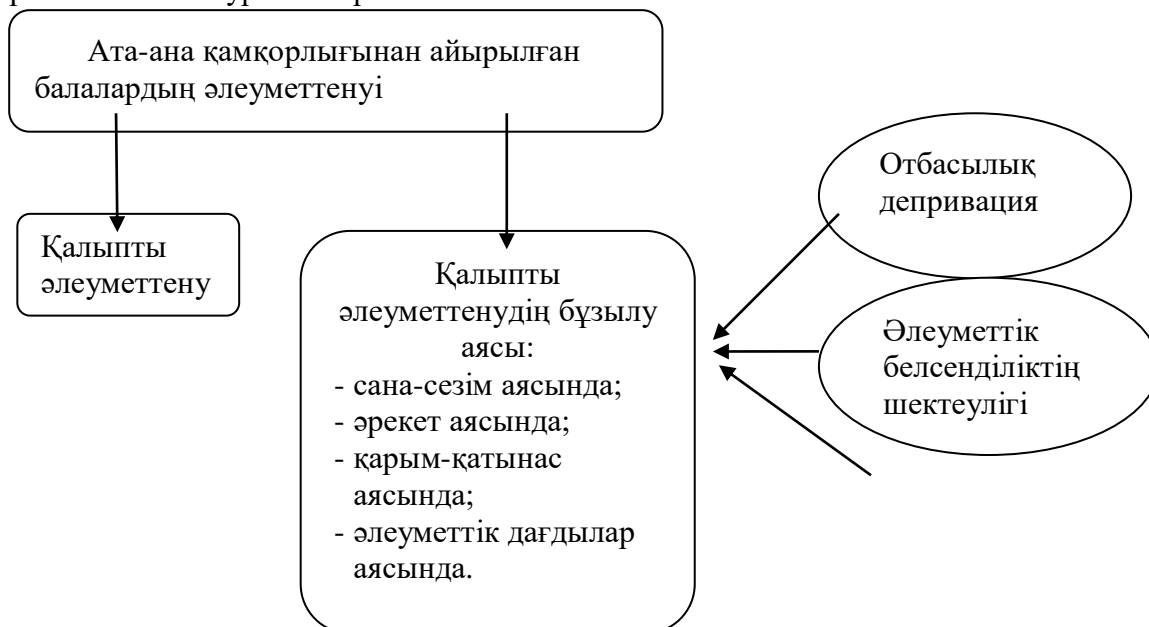 Ата-ана қамқорлығынан айырылған
балалардың әлеуметтенуі
Қалыпты
әлеуметтену
Қалыпты
әлеуметтенудің бұзылу
аясы:
- сана-сезім аясында;
- әрекет аясында;
- қарым-қатынас
аясында;
- әлеуметтік дағдылар
аясында.
Отбасылық
депривация
Әлеуметтік
белсенділіктің
шектеулігі